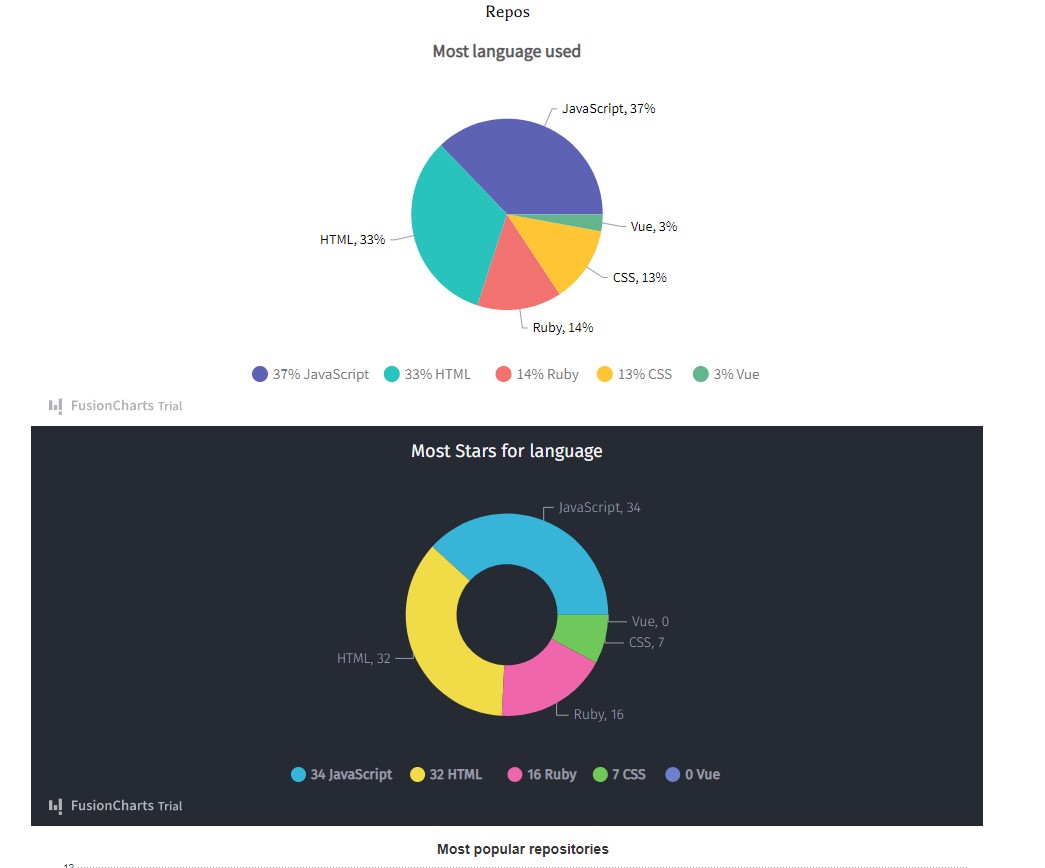 Repos
Most language used
JavaScript, 37%
Vue, 3%
HTML, 33%
CSS, 13%
Ruby, 14%
37% JavaScript 33% HTML 14% Ruby 13% CSS 3% Vue
FusionCharts Trial
Most Stars for language
JavaScript, 34
Vue, 0
CSS, 7
HTML, 32
Ruby, 16
34 JavaScript 32 HTML 16 Ruby 7 CSS 0 Vue
FusionCharts Trial
Most popular repositories